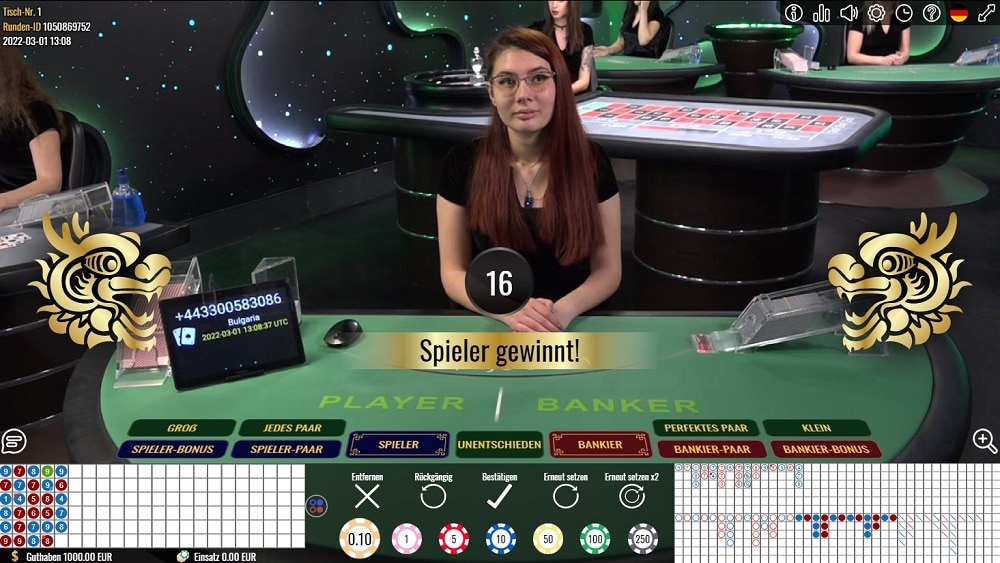 Tisch-Nr. 1
Runden-ID 1050869752
2022-03-01 13:08
+443300583086
Bulgaria
2022-03-01 13:08:37 UTC
16
Spieler gewinnt!
PLAYER
BANKER
GROß
JEDES PAAR
PERFEKTES PAAR
KLEIN
SPIELER-BONUS
SPIELER-PAAR
SPIELER
UNENTSCHIEDEN
BANKIER
BANKIER-PAAR
BANKIER-BONUS
Entfernen
Rückgängig
Bestätigen
Erneut setzen
Erneut setzen x2
0.10
1
5
10
50
100
250
$ Guthaben 1000.00 EUR
Einsatz 0.00 EUR